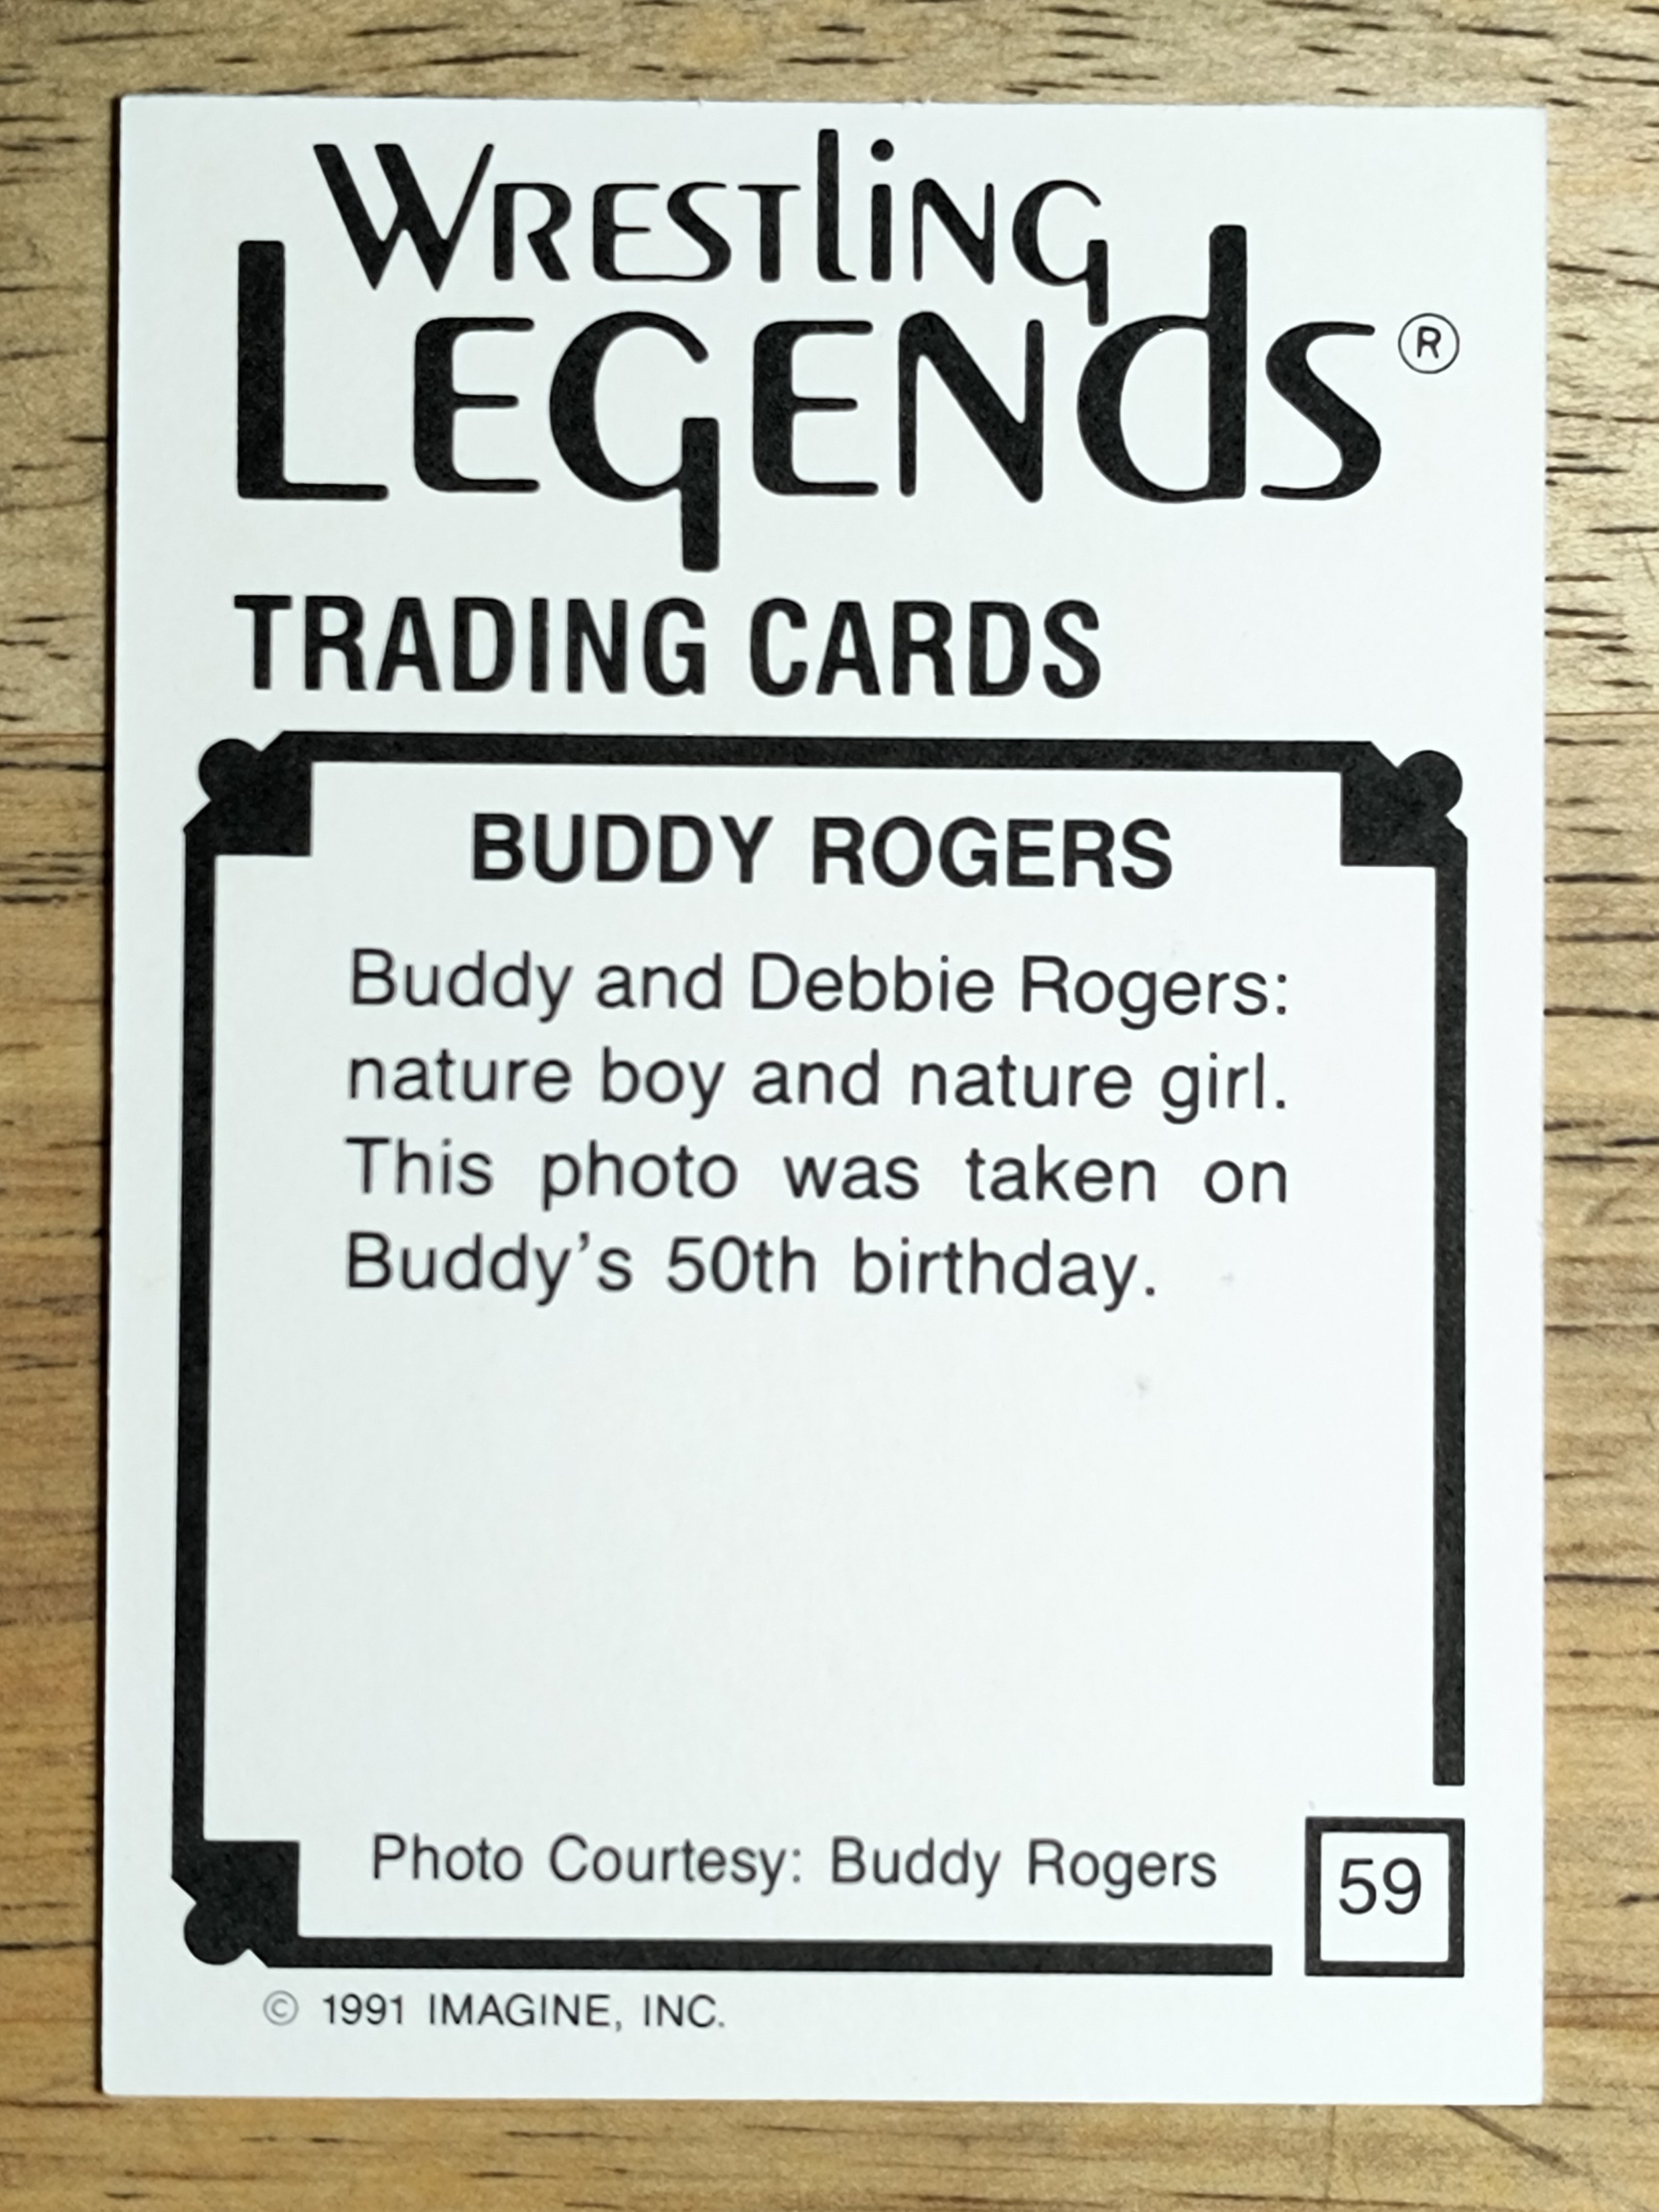 WRESTLING
LEGENDS®
TRADING CARDS
BUDDY ROGERS
Buddy and Debbie Rogers:
nature boy and nature girl.
This photo was taken on
Buddy's 50th birthday.
Photo Courtesy: Buddy Rogers
59
© 1991 IMAGINE, INC.